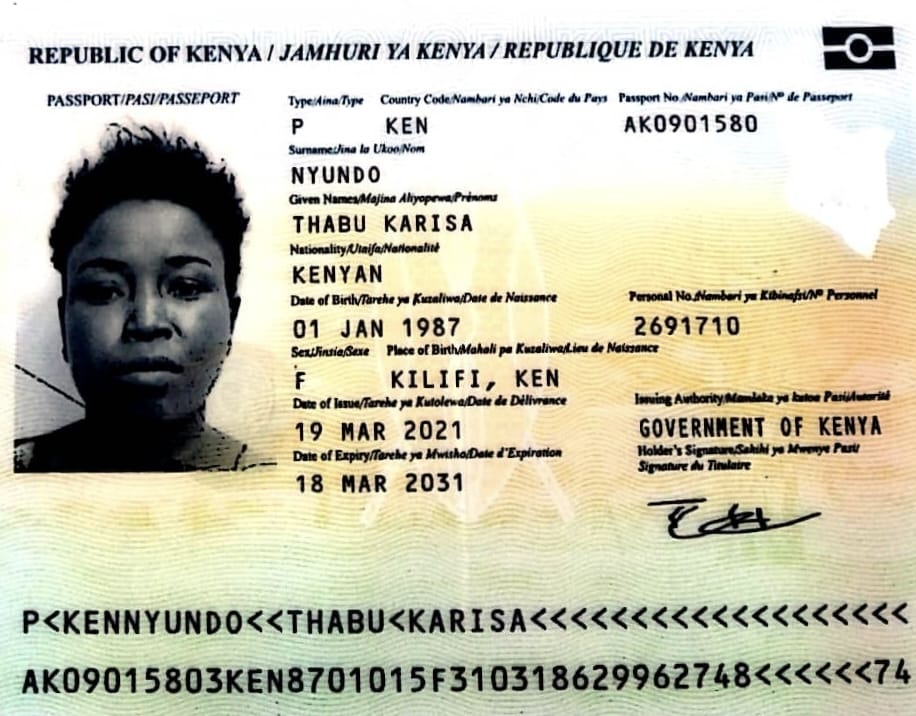 REPUBLIC OF KENYA / JAMHURI YA KENYA / REPUBLIQUE DE KENYA
PASSPORT/PASI/PASSEPORT
Type/Aina/Type Country Code/Nambari ya Nchi/Code du Pays Passport No./Nambari ya Pasi/Nº de Passeport
P KEN AK0901580
Surname/Jina la Ukoo/Nom
NYUNDO
Given Names/Majina Aliyopewa/Prénoms
THABU KARISA
Nationality/Utaifa/Nationalité
KENYAN
Date of Birth/Tarehe ya Kuzaliwa/Date de Naissance Personal No./Nambari ya Kibinafsi/Nº Personnel
01 JAN 1987 2691710
Sex/Jinsia/Sexe Place of Birth/Mahali pa Kuzaliwa/Lieu de Naissance
F KILIFI, KEN
Date of Issue/Tarehe ya Kutolewa/Date de Délivrance Issuing Authority/Mamlaka ya kutoa Pasi/Autorité
19 MAR 2021 GOVERNMENT OF KENYA
Date of Expiry/Tarehe ya Mwisho/Date d'Expiration Holder's Signature/Sahihi ya Mwenye Pasi/
Signature du Titulaire
18 MAR 2031
P<KENNYUNDO<<THABU<KARISA<<<<<<<<<<<<<<<<<<<
AK09015803KEN8701015F310318629962748<<<<<<74